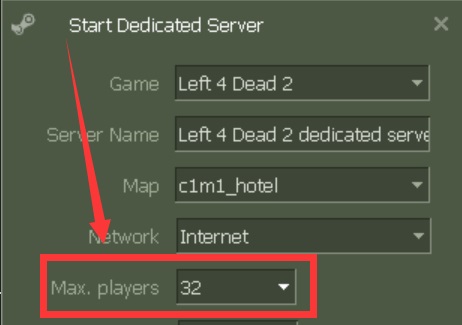 Start Dedicated Server
Game Left 4 Dead 2
Server Name Left 4 Dead 2 dedicated serve
Map c1m1_hotel
Network Internet
Max. players 32